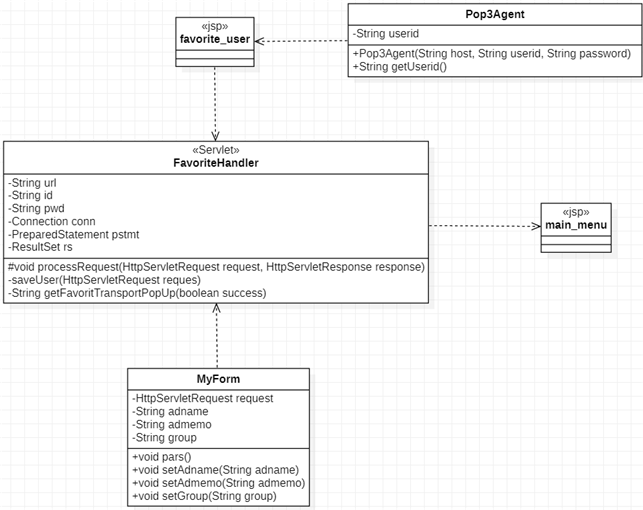 «jsp»
favorite_user
Pop3Agent
-String userid
+Pop3Agent(String host, String userid, String password)
+String getUserid()
«Servlet»
FavoriteHandler
-String url
-String id
-String pwd
-Connection conn
-PreparedStatement pstmt
-ResultSet rs
#void processRequest(HttpServletRequest request, HttpServletResponse response)
-saveUser(HttpServletRequest reques)
-String getFavoritTransportPopUp(boolean success)
«jsp»
main_menu
MyForm
-HttpServletRequest request
-String adname
-String admemo
-String group
+void pars()
+void setAdname(String adname)
+void setAdmemo(String admemo)
+void setGroup(String group)